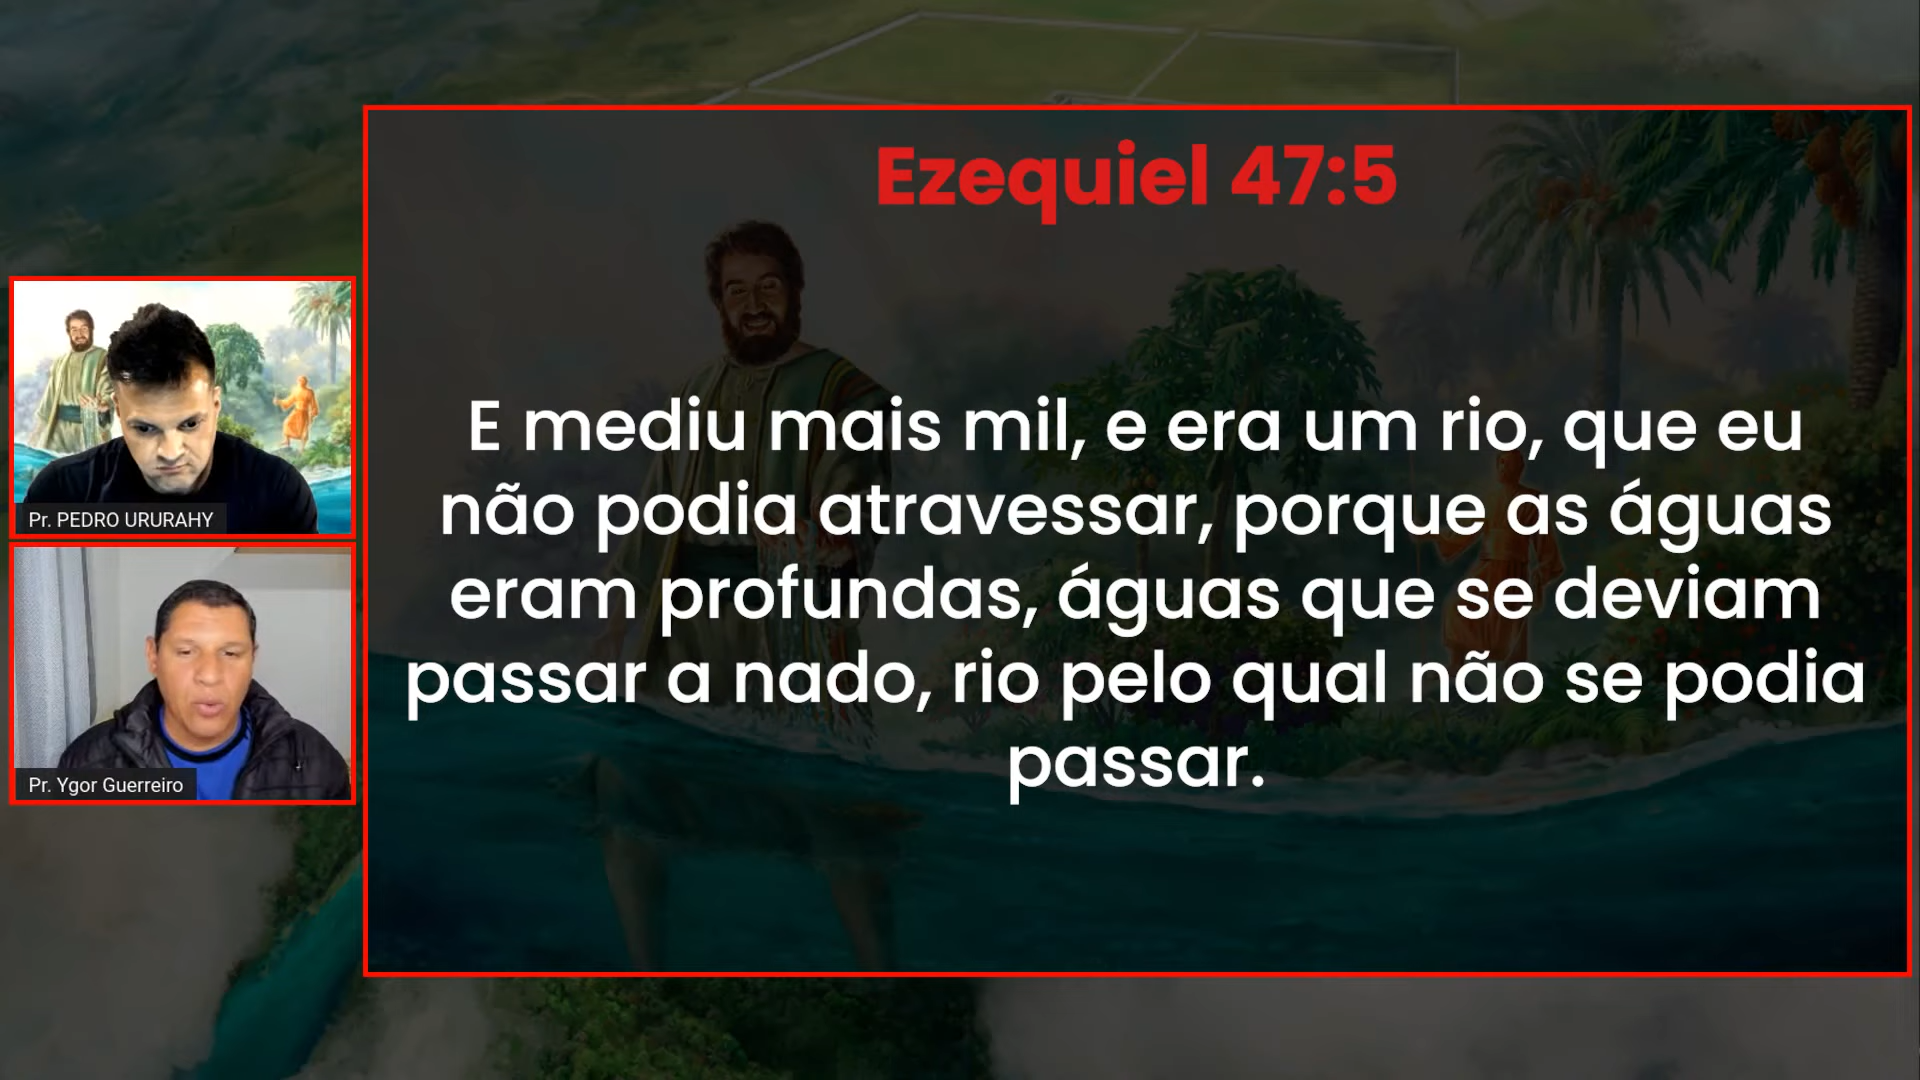 Ezequiel 47:5
E mediu mais mil, e era um rio, que eu
não podia atravessar, porque as águas
eram profundas, águas que se deviam
passar a nado, rio pelo qual não se podia
passar.
Pr. PEDRO URURAHY
Pr. Ygor Guerreiro